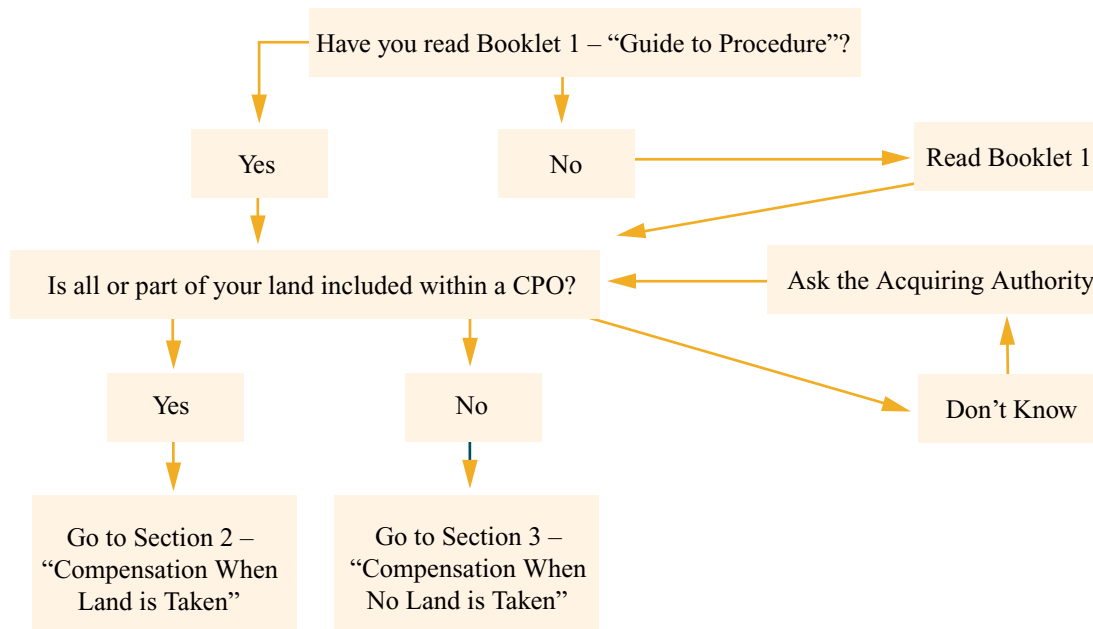 Have you read Booklet 1 – “Guide to Procedure”?
Yes
No
Read Booklet 1
Is all or part of your land included within a CPO?
Ask the Acquiring Authority
Yes
No
Don’t Know
Go to Section 2 –
“Compensation When
Land is Taken”
Go to Section 3 –
“Compensation When
No Land is Taken”